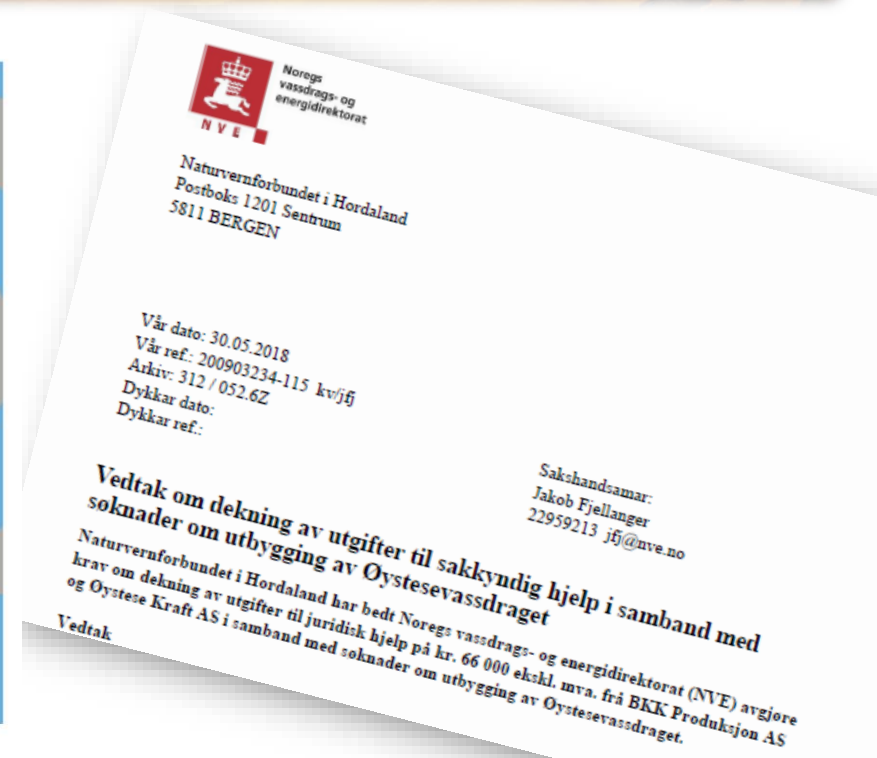 Noregs
vassdrags- og
energidirektorat
NVE
Naturvernforbundet i Hordaland
Postboks 1201 Sentrum
5811 BERGEN
Vår dato: 30.05.2018
Vår ref.: 200903234-115 kv/jfj
Arkiv: 312 / 052.6Z
Dykkar dato:
Dykkar ref.:
Sakshandsamar:
Jakob Fjellanger
22959213 jfj@nve.no
Vedtak om dekning av utgifter til sakkyndig hjelp i samband med
søknader om utbygging av Øystesevassdraget
Naturvernforbundet i Hordaland har bedt Noregs vassdrags- og energidirektorat (NVE) avgjøre
krav om dekning av utgifter til juridisk hjelp på kr. 66 000 ekskl. mva. frå BKK Produksjon AS
og Øystese Kraft AS i samband med søknader om utbygging av Øystesevassdraget.
Vedtak